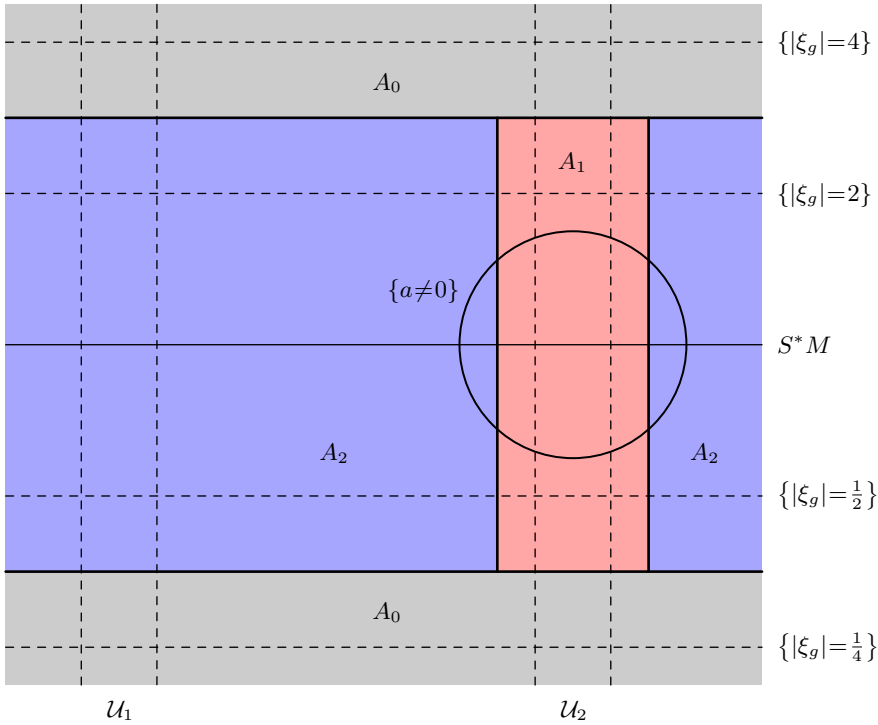 {|ξ_g|=4}
A_0
A_1
{|ξ_g|=2}
{a≠0}
S*M
A_2 A_2
{|ξ_g|=1/2}
A_0
{|ξ_g|=1/4}
𝒰_1 𝒰_2